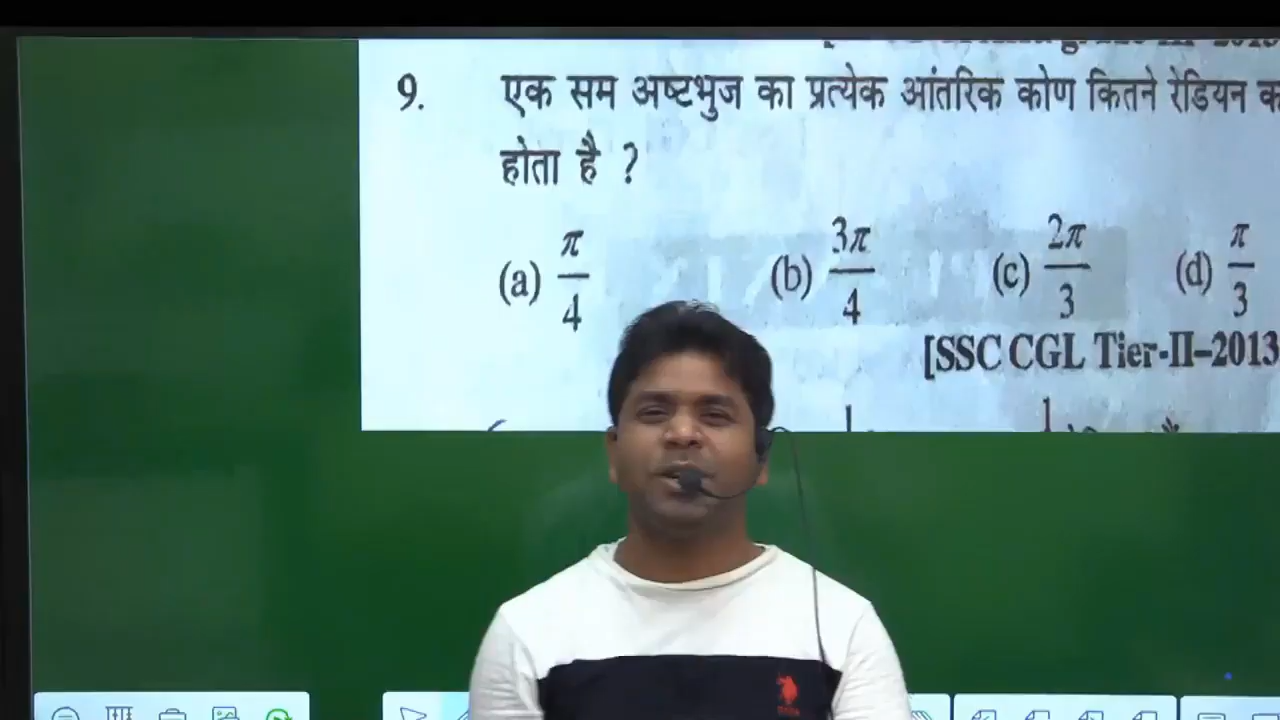 9. एक सम अष्टभुज का प्रत्येक आंतरिक कोण कितने रेडियन
होता है ?
(a) π/4 (b) 3π/4 (c) 2π/3 (d) π/3
[SSC CGL Tier-II–2013